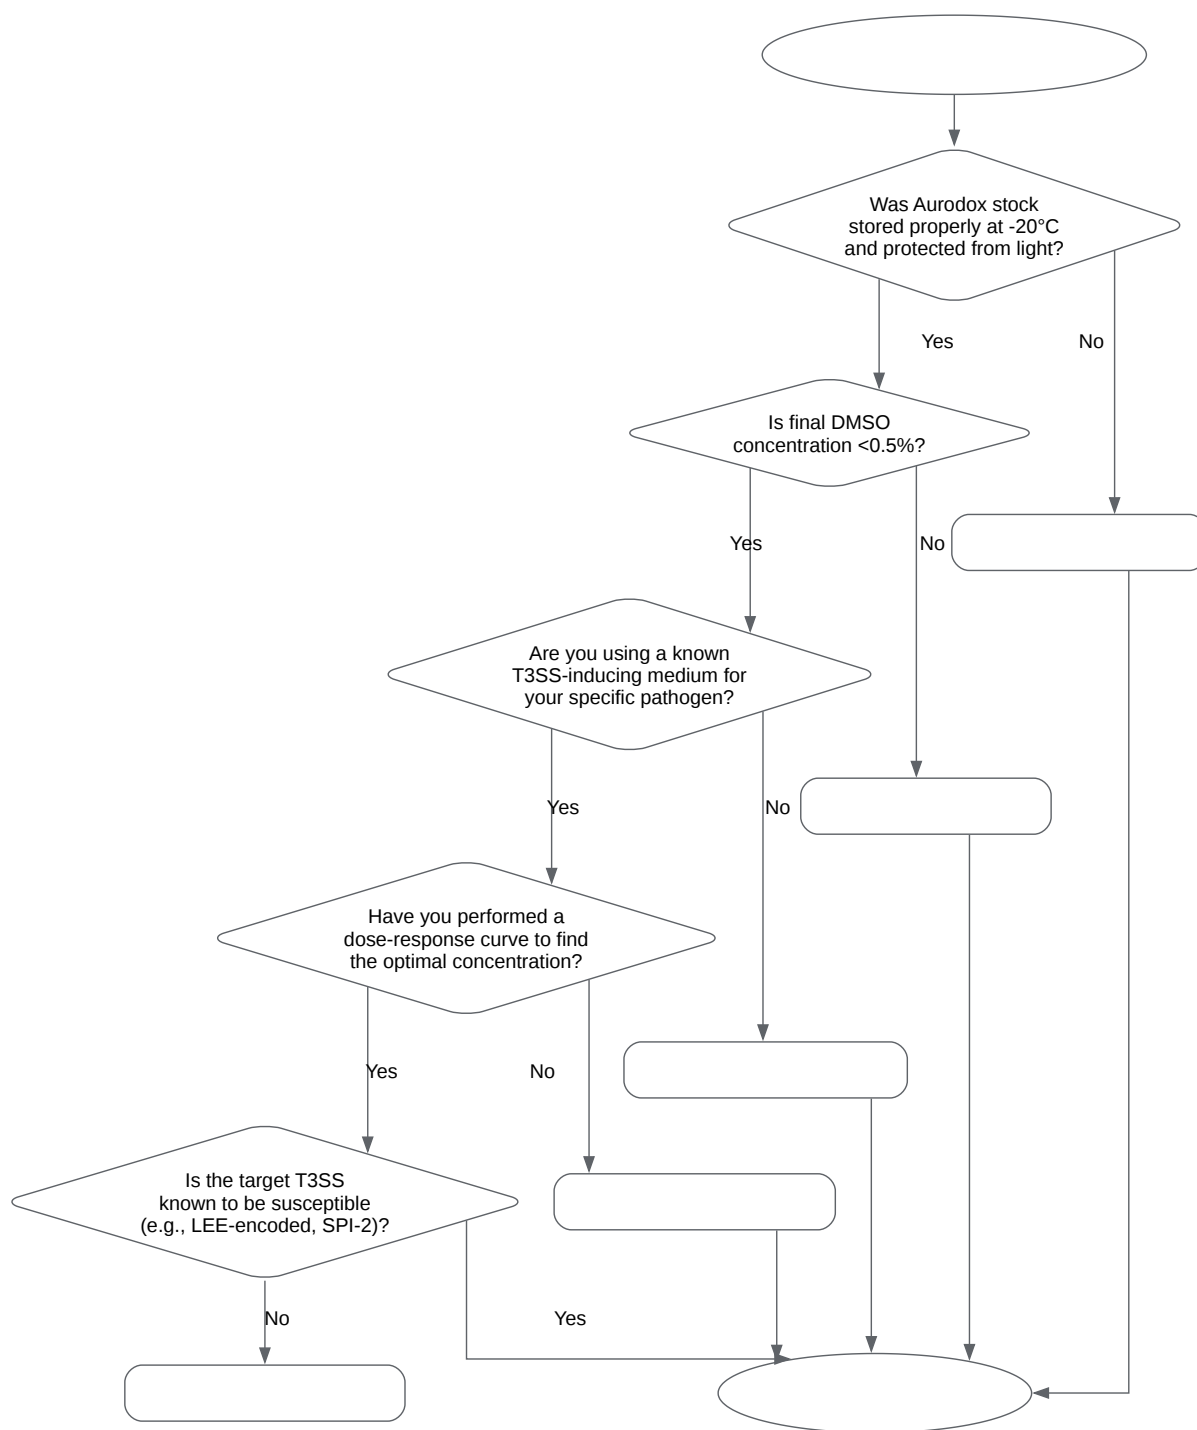 Was Aurodox stock
stored properly at -20°C
and protected from light?
Yes
No
Is final DMSO
concentration <0.5%?
Yes
No
Are you using a known
T3SS-inducing medium for
your specific pathogen?
Yes
No
Have you performed a
dose-response curve to find
the optimal concentration?
Yes
No
Is the target T3SS
known to be susceptible
(e.g., LEE-encoded, SPI-2)?
No
Yes